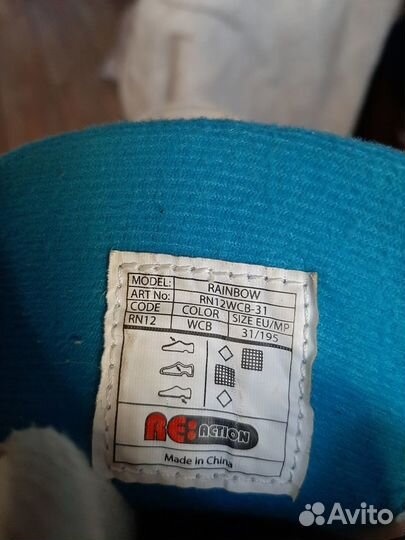 MODEL: RAINBOW
ART No: RN12WCB-31
CODE COLOR SIZE EU/MP
RN12 WCB 31/195
RE:ACTION
Made in China
Avito